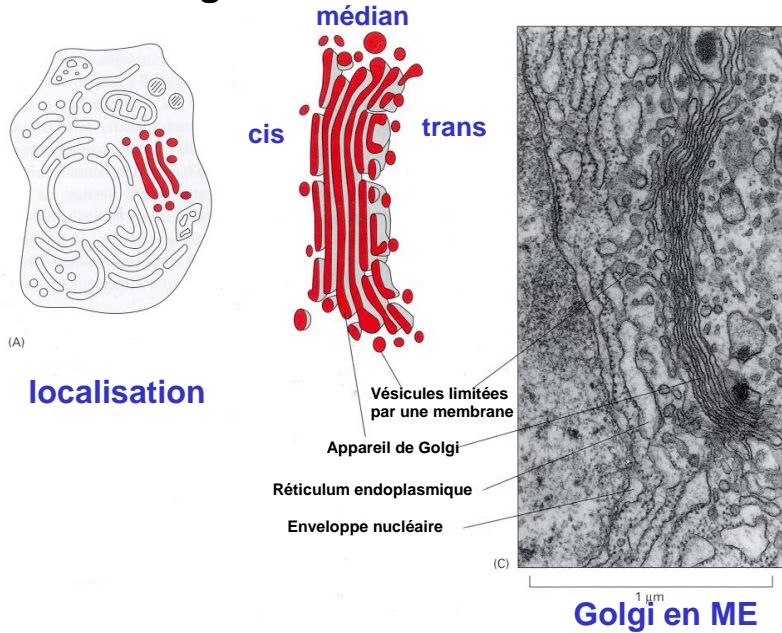 médian
cis
trans
(A)
localisation
Vésicules limitées
par une membrane
Appareil de Golgi
Réticulum endoplasmique
Enveloppe nucléaire
(C)
1 µm
Golgi en ME